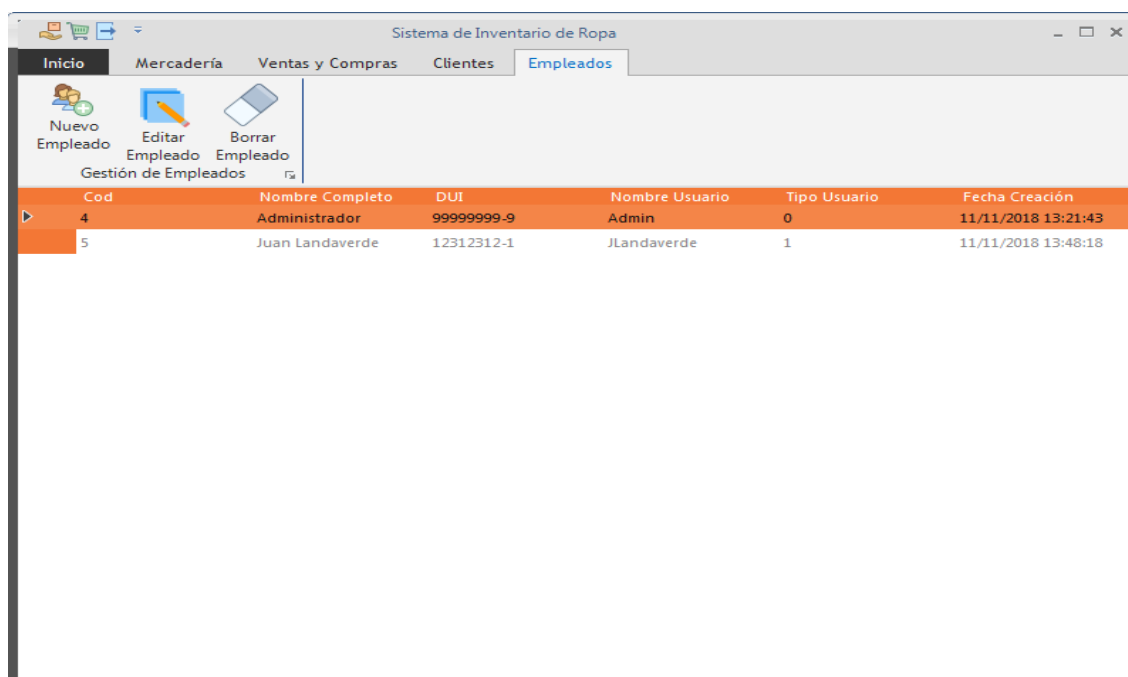 Sistema de Inventario de Ropa
Inicio Mercadería Ventas y Compras Clientes Empleados
Nuevo Empleado
Editar Empleado
Borrar Empleado
Gestión de Empleados
Cod Nombre Completo DUI Nombre Usuario Tipo Usuario Fecha Creación
4 Administrador 99999999-9 Admin 0 11/11/2018 13:21:43
5 Juan Landaverde 12312312-1 JLandaverde 1 11/11/2018 13:48:18